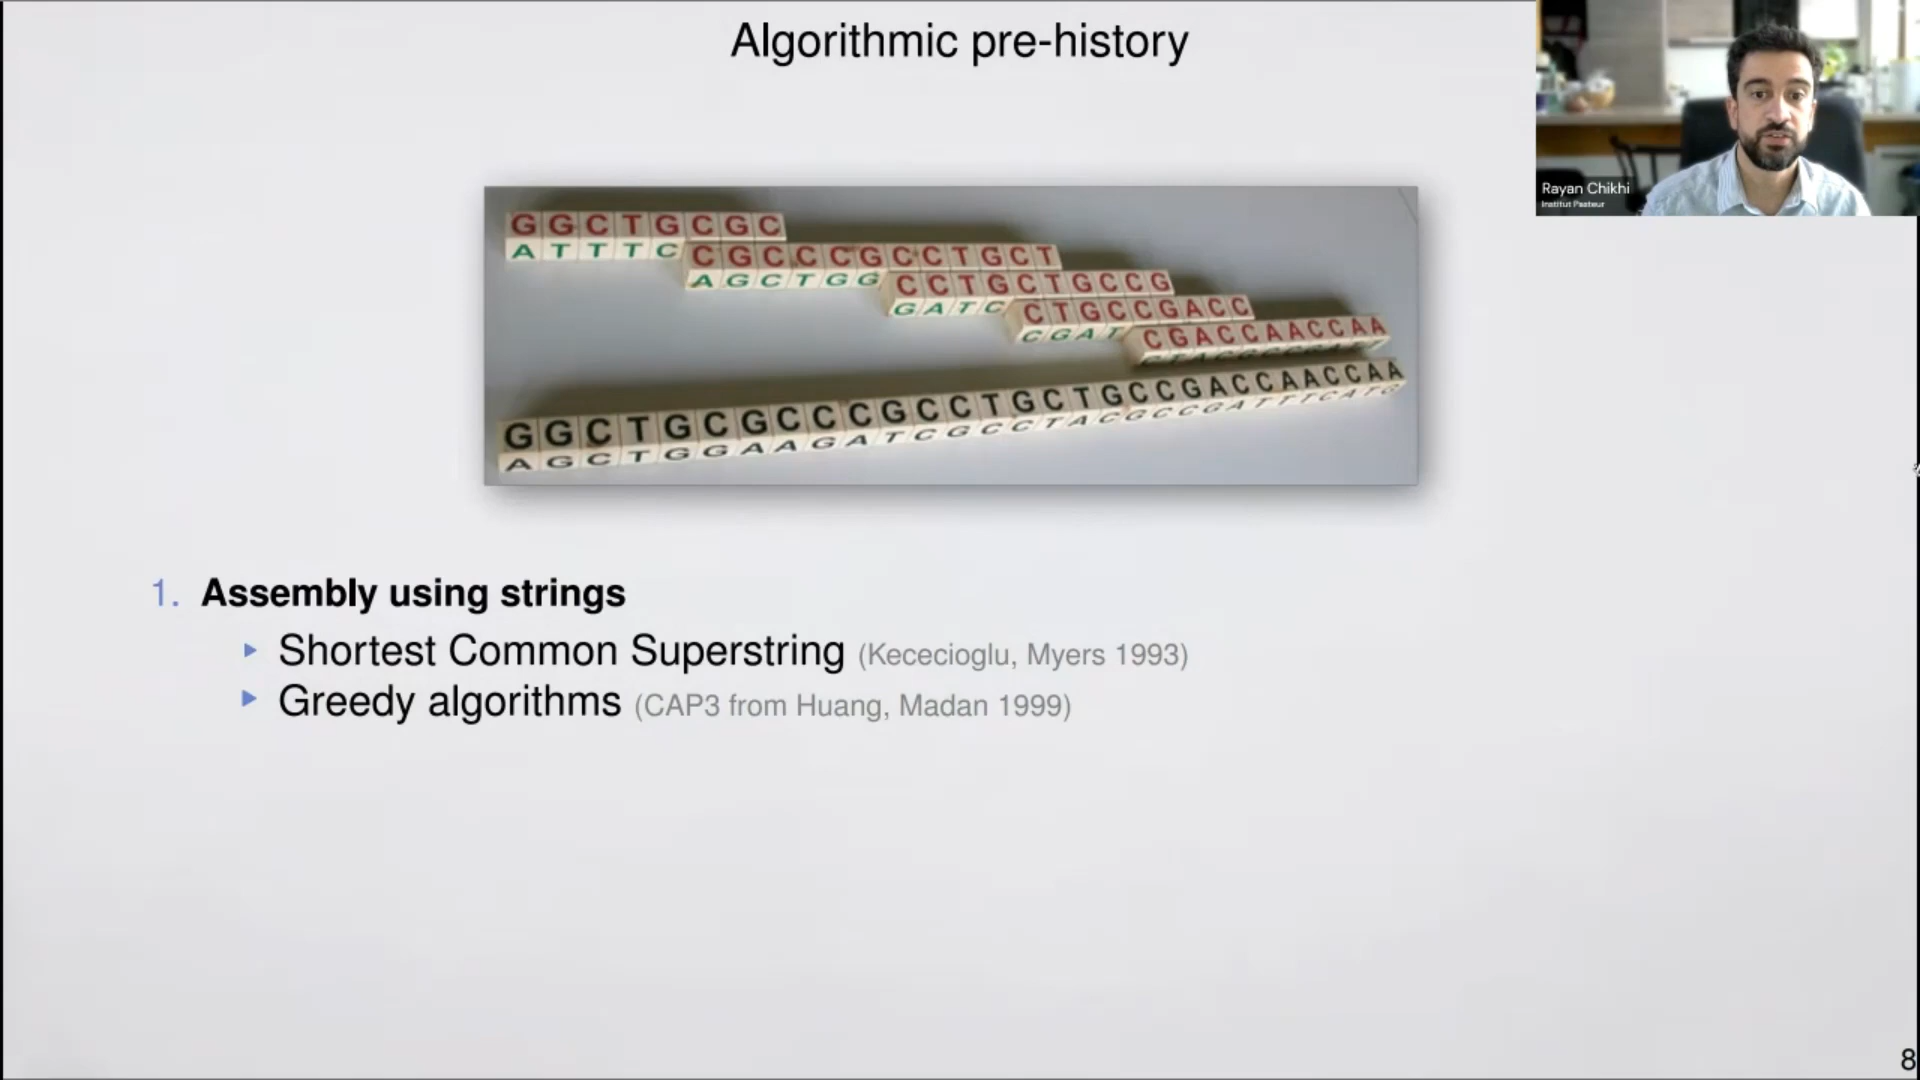 Algorithmic pre-history
Rayan Chikhi
Institut Pasteur
GGCTGCGC
ATTTC
CGCCCGCCTGCT
AGCTGG
CCTGCTGCCG
GATC
CTGCCGACC
CGAT
CGACCAACCAA
GGCTGCGCCCGCCTGCTGCCGACCAACCAA
AGCTGGAAGATCGCCTACGCCGATTTCATG
1. Assembly using strings
▸ Shortest Common Superstring (Kececioglu, Myers 1993)
▸ Greedy algorithms (CAP3 from Huang, Madan 1999)
8